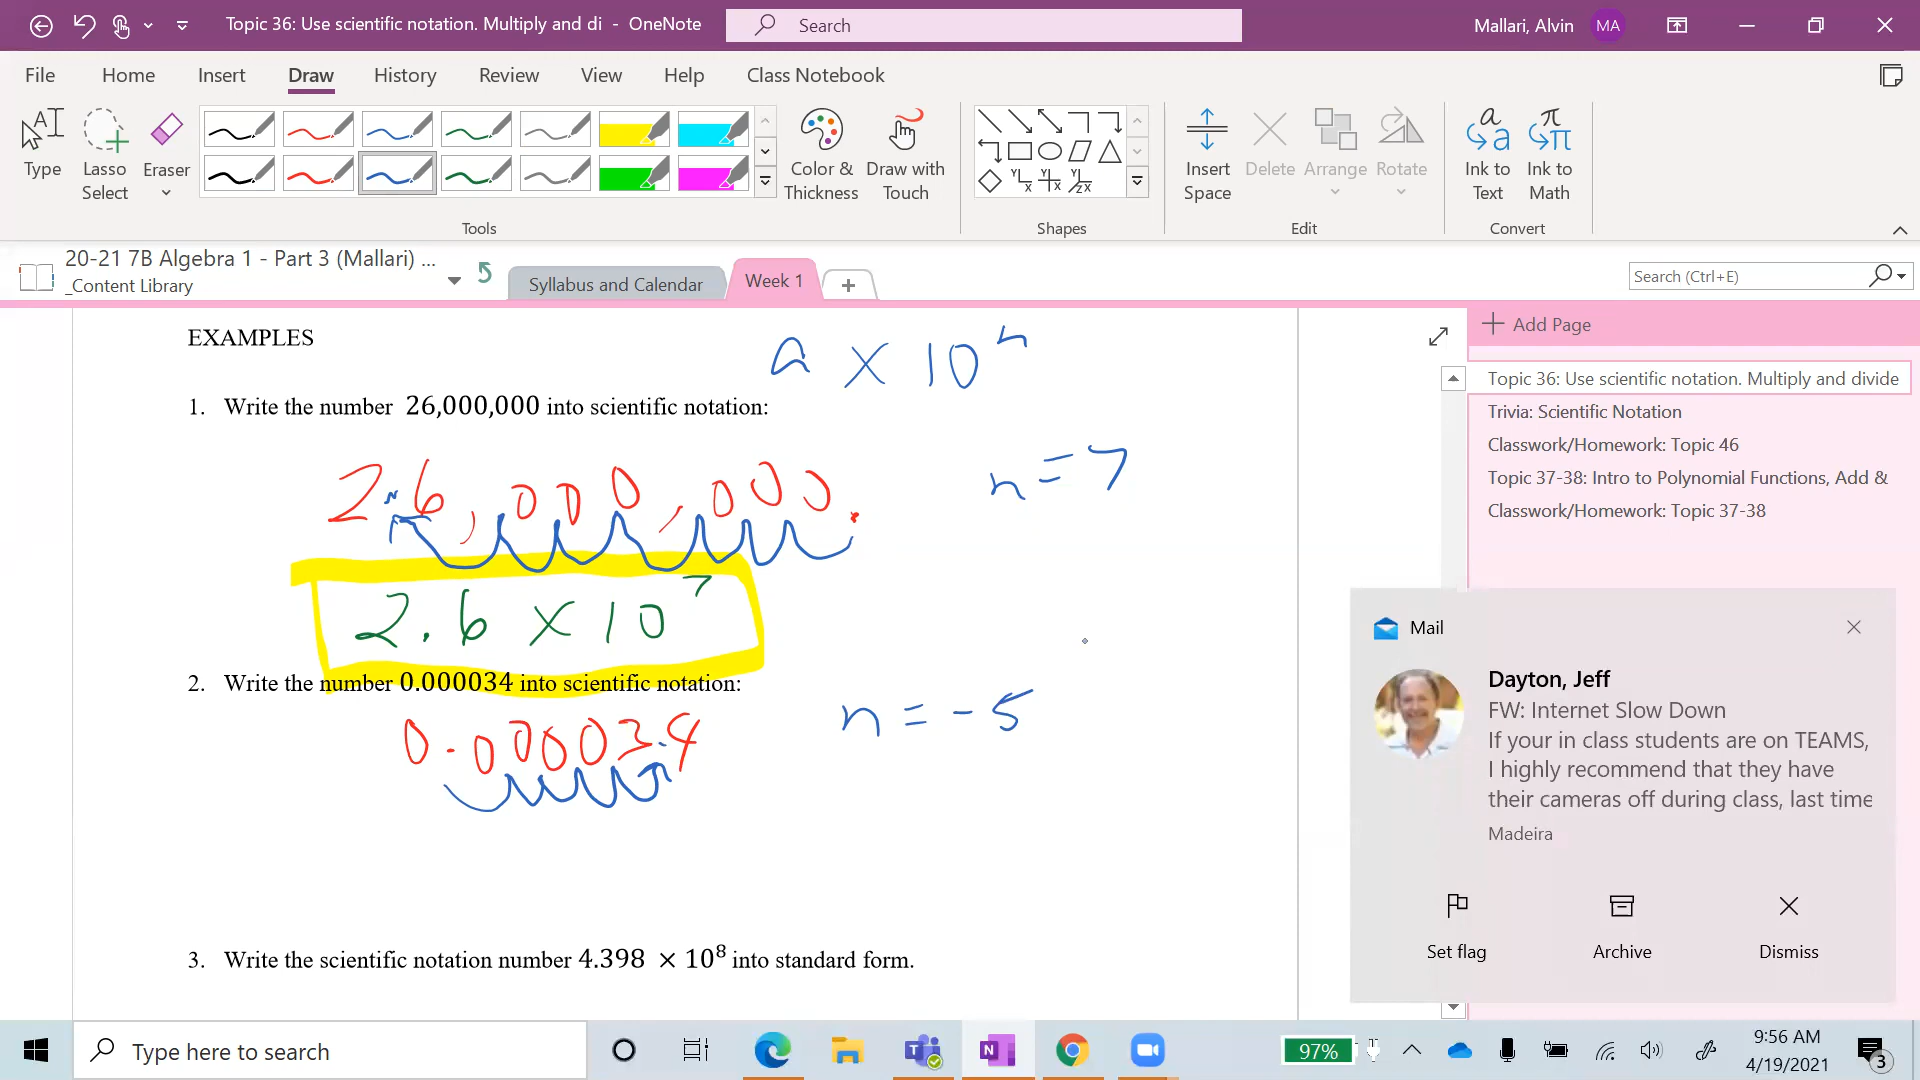 Topic 36: Use scientific notation. Multiply and di - OneNote
Search
Mallari, Alvin
MA
File Home Insert Draw History Review View Help Class Notebook
Type
Lasso Select
Eraser
Color & Thickness
Draw with Touch
Insert Space
Delete
Arrange
Rotate
Ink to Text
Ink to Math
Tools
Shapes
Edit
Convert
20-21 7B Algebra 1 - Part 3 (Mallari) ...
_Content Library
Syllabus and Calendar
Week 1
Search (Ctrl+E)
EXAMPLES
a × 10ⁿ
1. Write the number 26,000,000 into scientific notation:
2.6,000,000.
n = 7
2.6 × 10⁷
2. Write the number 0.000034 into scientific notation:
0.00003.4
n = -5
3. Write the scientific notation number 4.398 × 10⁸ into standard form.
Add Page
Topic 36: Use scientific notation. Multiply and divide
Trivia: Scientific Notation
Classwork/Homework: Topic 46
Topic 37-38: Intro to Polynomial Functions, Add &
Classwork/Homework: Topic 37-38
Mail
Dayton, Jeff
FW: Internet Slow Down
If your in class students are on TEAMS,
I highly recommend that they have
their cameras off during class, last time
Madeira
Set flag
Archive
Dismiss
Type here to search
97%
9:56 AM
4/19/2021
3